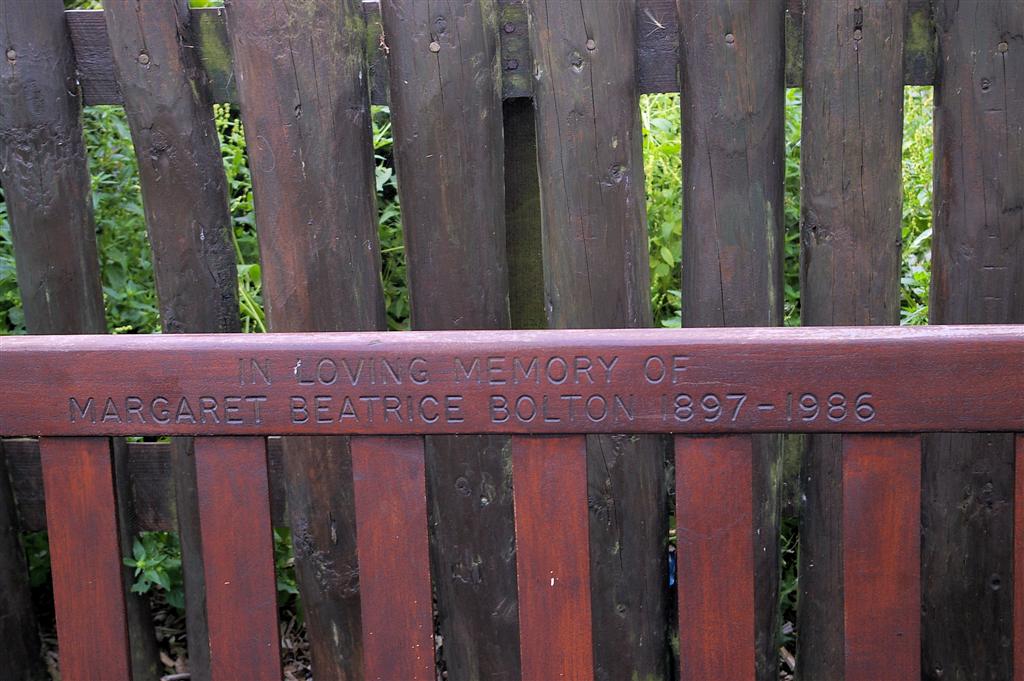 IN LOVING MEMORY OF
MARGARET BEATRICE BOLTON 1897-1986